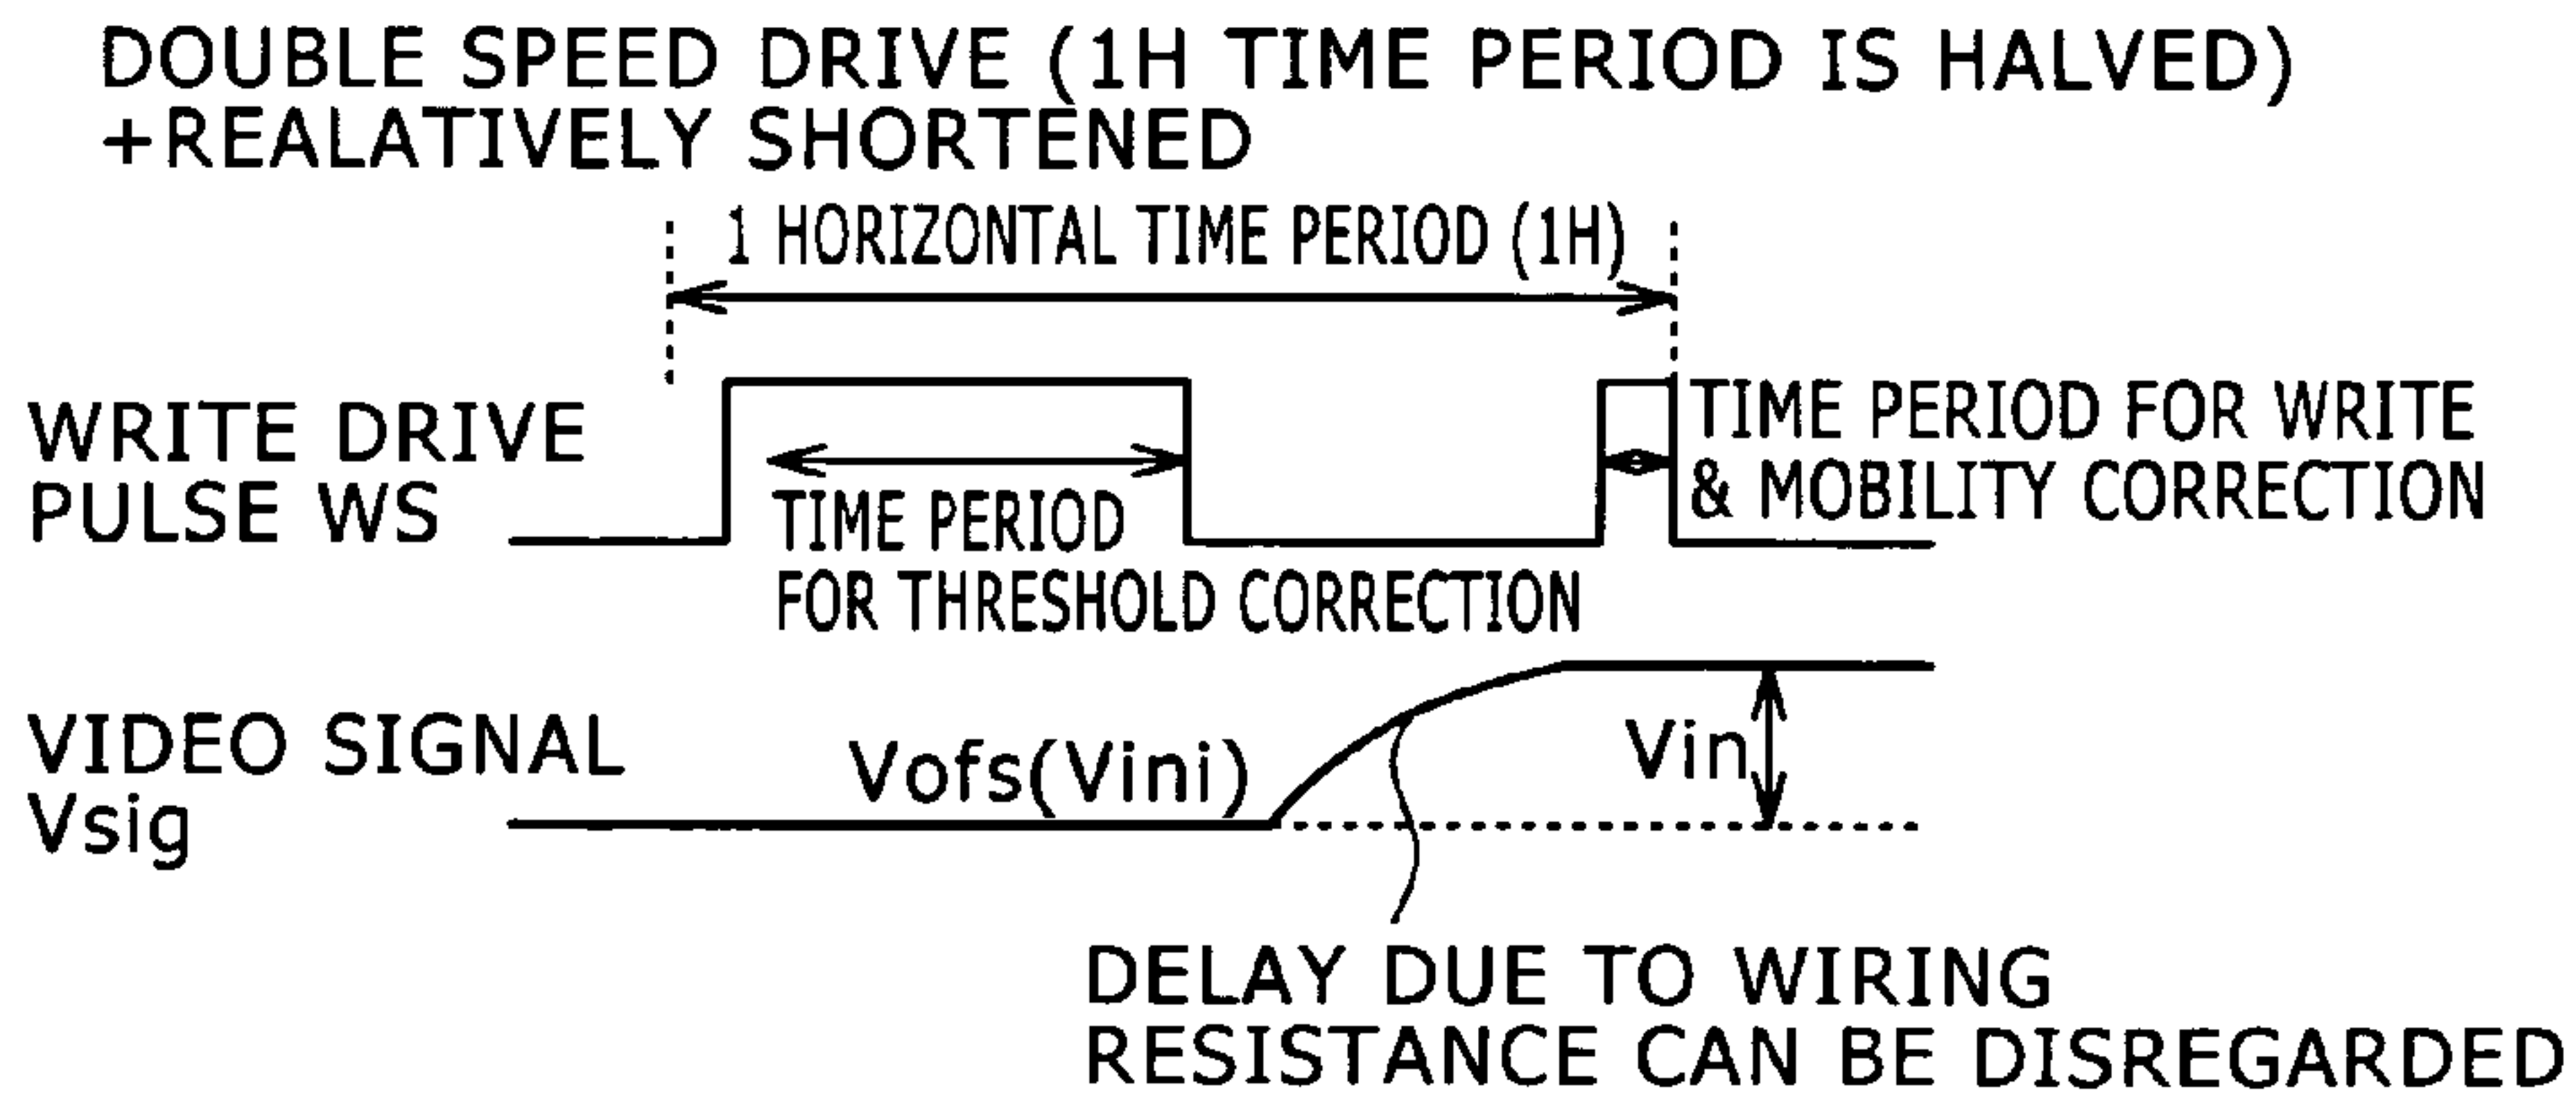 DOUBLE SPEED DRIVE (1H TIME PERIOD IS HALVED)
+REALATIVELY SHORTENED
1 HORIZONTAL TIME PERIOD (1H)
WRITE DRIVE
PULSE WS
TIME PERIOD FOR WRITE
& MOBILITY CORRECTION
TIME PERIOD
FOR THRESHOLD CORRECTION
VIDEO SIGNAL
Vsig
Vofs(Vini)
Vin
DELAY DUE TO WIRING
RESISTANCE CAN BE DISREGARDED